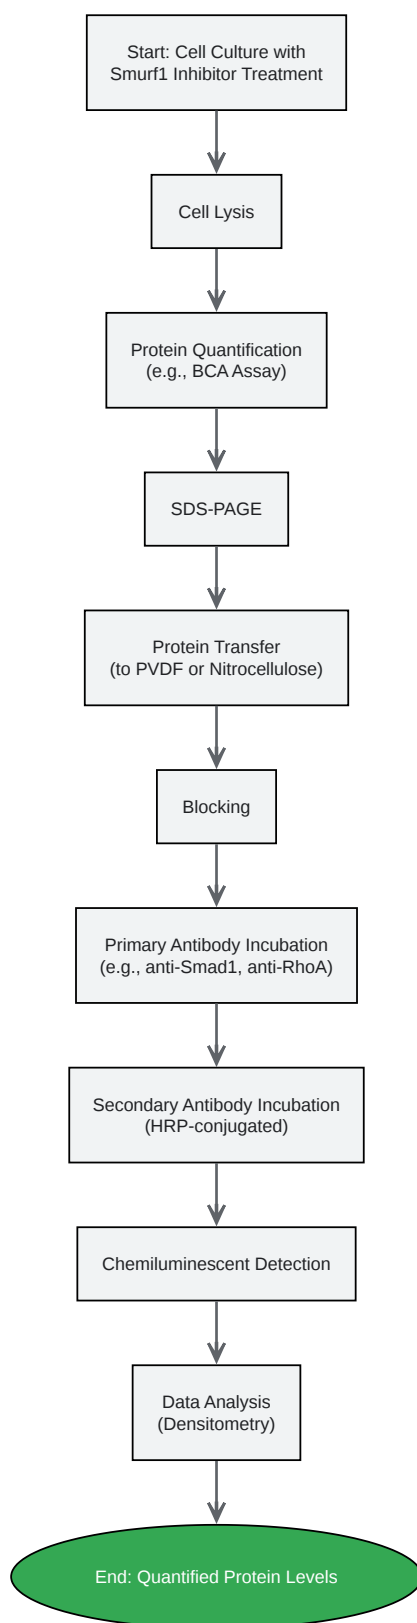 Start: Cell Culture with
Smurf1 Inhibitor Treatment
Cell Lysis
Protein Quantification
(e.g., BCA Assay)
SDS-PAGE
Protein Transfer
(to PVDF or Nitrocellulose)
Blocking
Primary Antibody Incubation
(e.g., anti-Smad1, anti-RhoA)
Secondary Antibody Incubation
(HRP-conjugated)
Chemiluminescent Detection
Data Analysis
(Densitometry)
End: Quantified Protein Levels